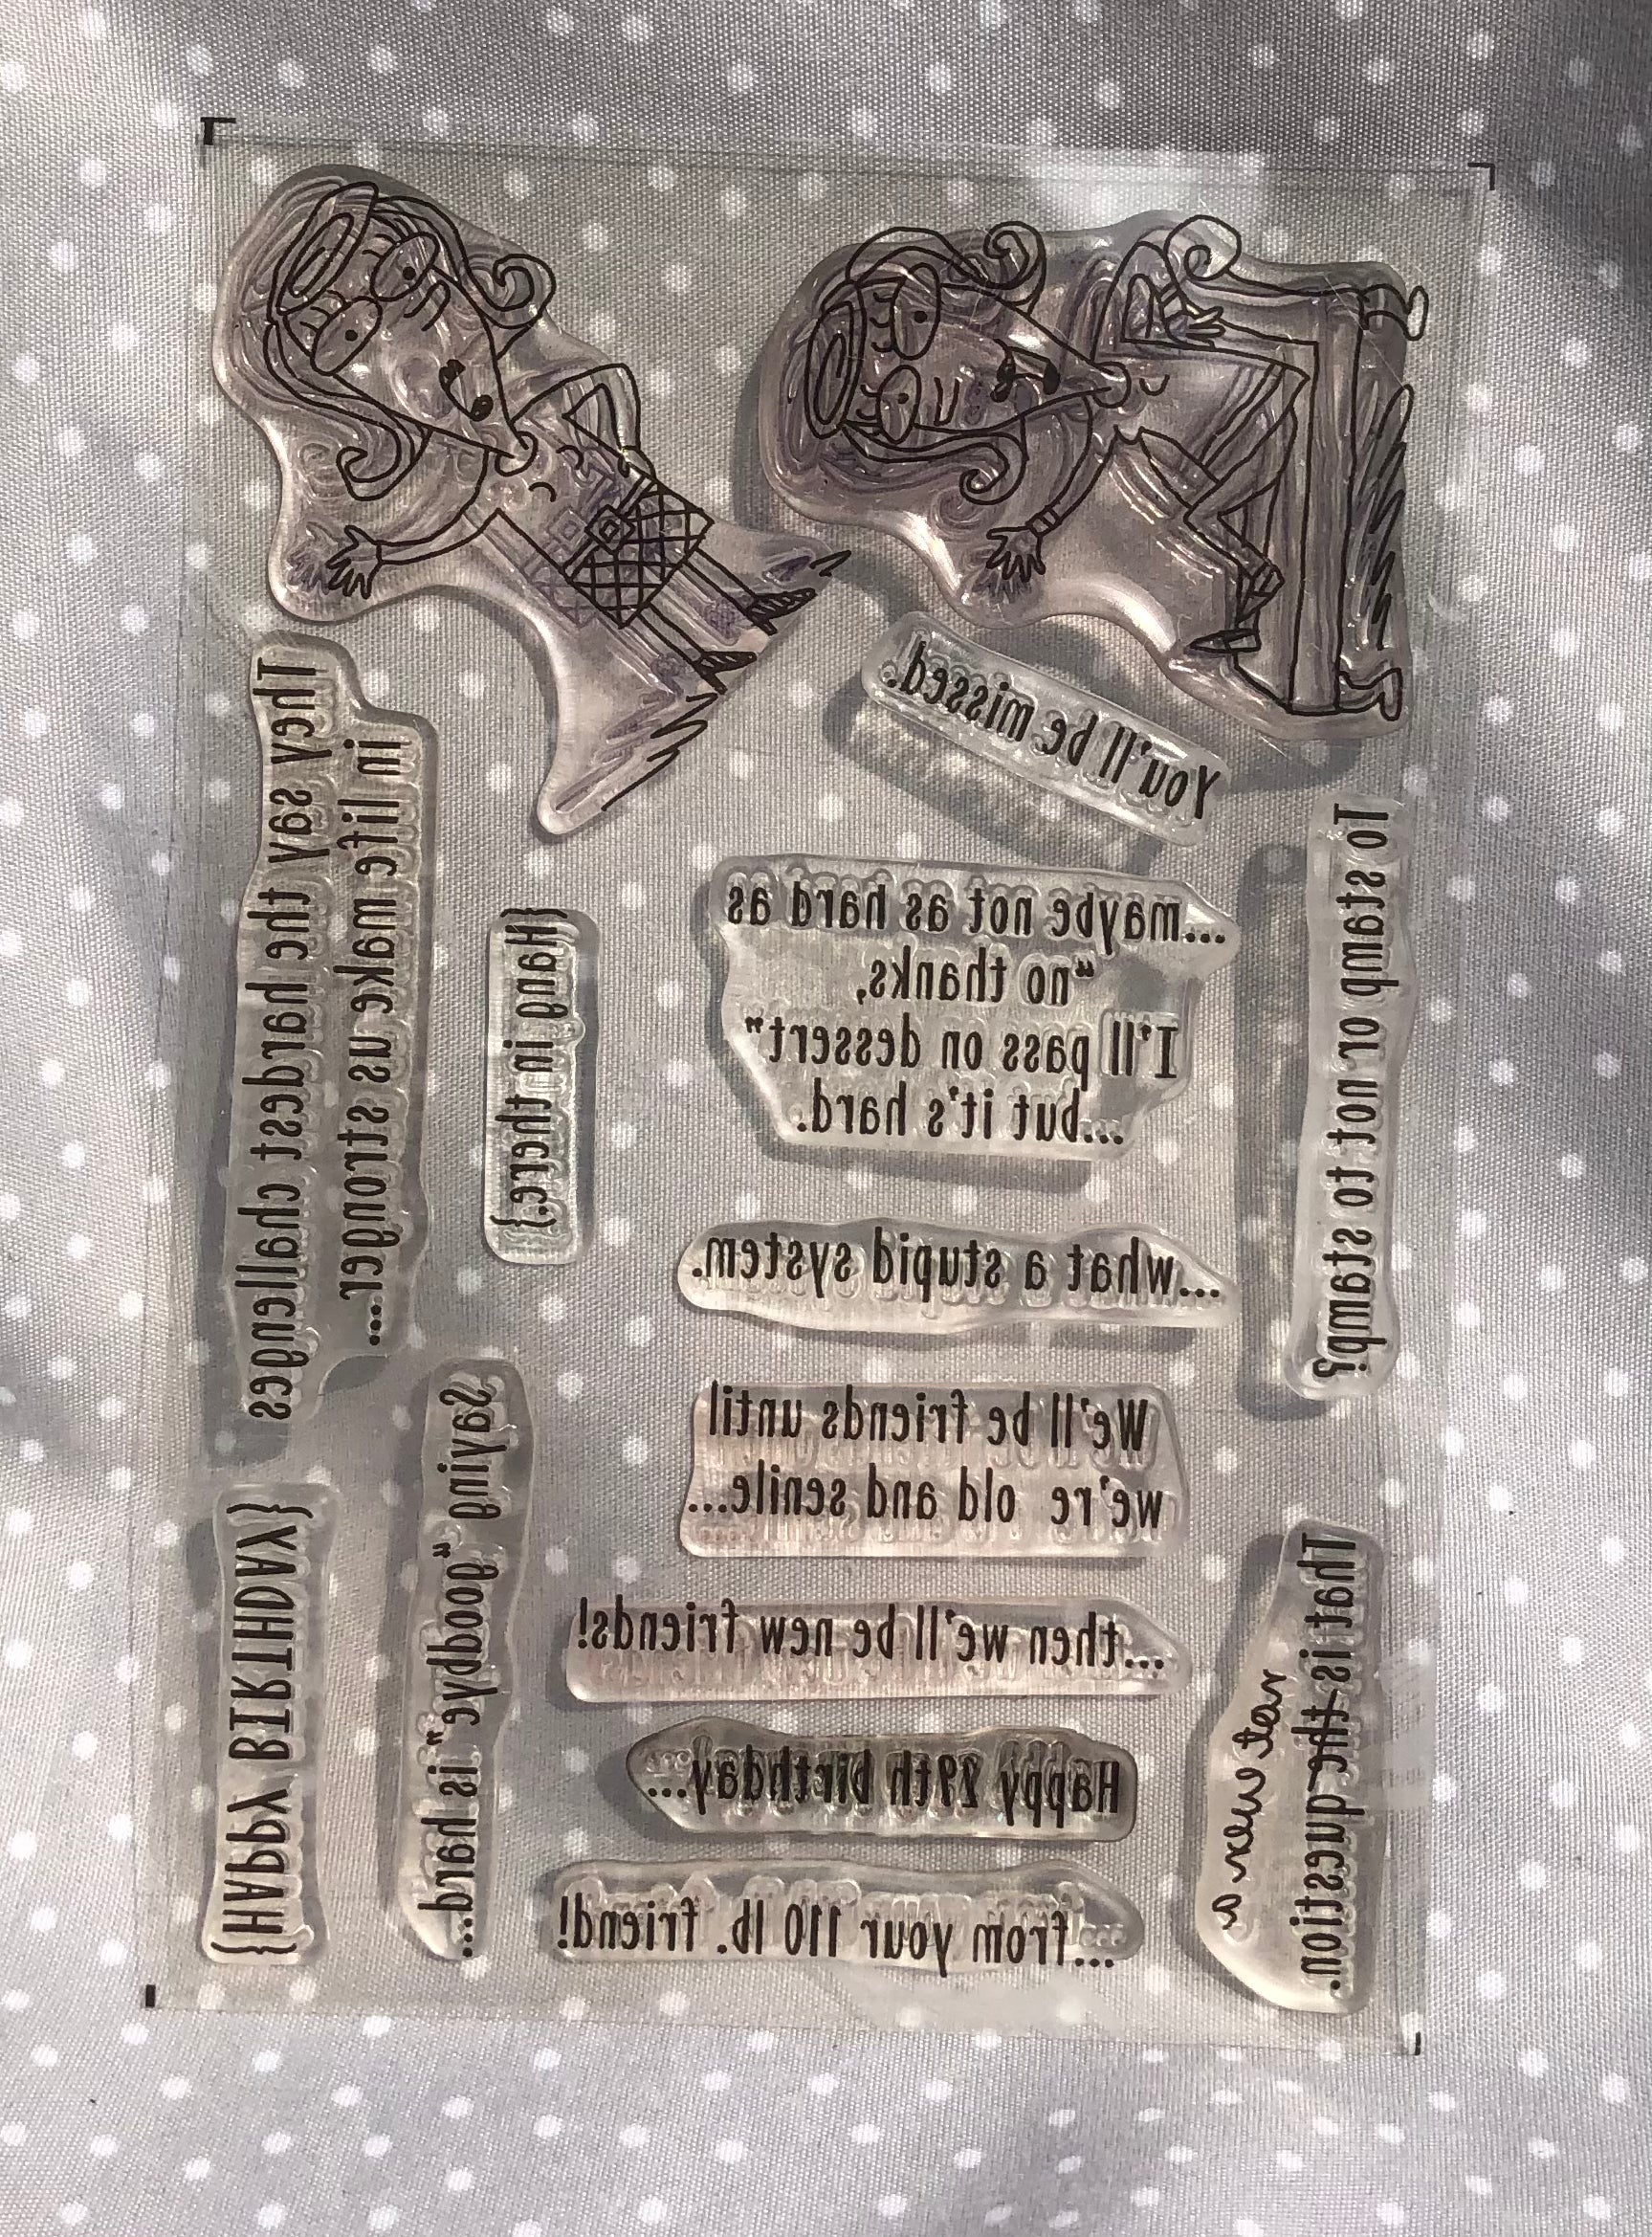 You'll be missed.
They say the hardest challenges
in life make us stronger...
{Hang in there.}
...maybe not as hard as
“no thanks,
I'll pass on dessert”
...but it's hard.
To stamp or not to stamp?
...what a stupid system.
We'll be friends until
we're old and senile...
...then we'll be new friends!
Saying “goodbye” is hard...
{HAPPY BIRTHDAY}
Happy 29th birthday...
...from your 110 lb. friend!
That is the question.